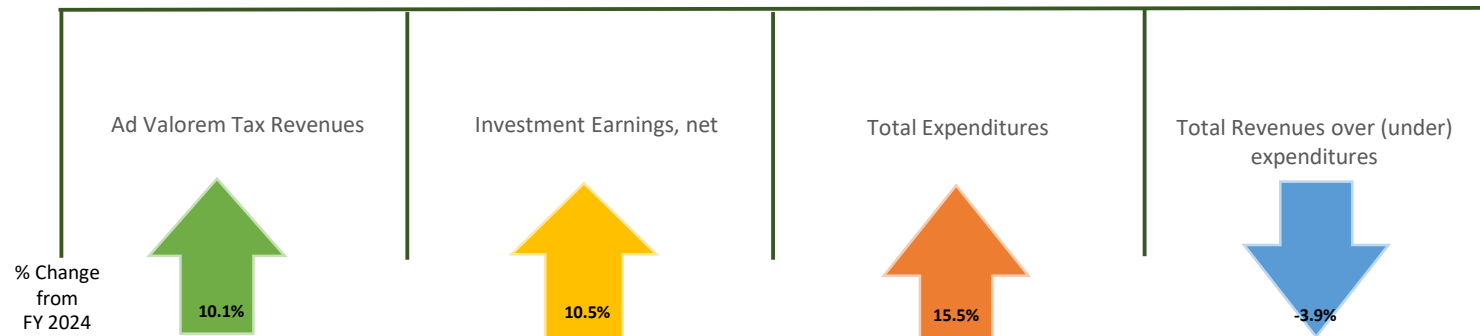 Ad Valorem Tax Revenues
Investment Earnings, net
Total Expenditures
Total Revenues over (under)
expenditures
% Change
from
FY 2024
10.1%
10.5%
15.5%
-3.9%